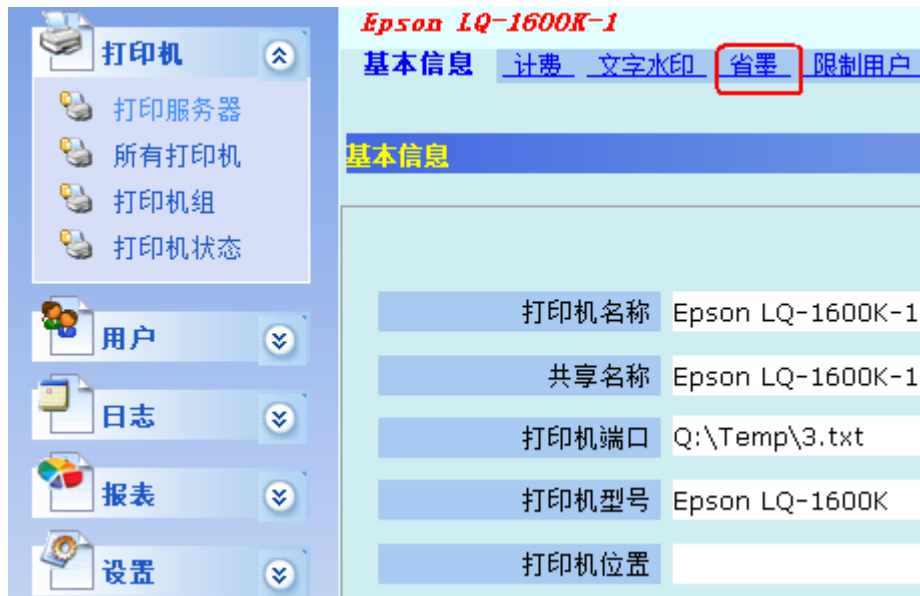 打印机
打印服务器
所有打印机
打印机组
打印机状态
用户
日志
报表
设置
Epson LQ-1600K-1
基本信息 计费 文字水印 省墨 限制用户
基本信息
打印机名称 Epson LQ-1600K-1
共享名称 Epson LQ-1600K-1
打印机端口 Q:\Temp\3.txt
打印机型号 Epson LQ-1600K
打印机位置